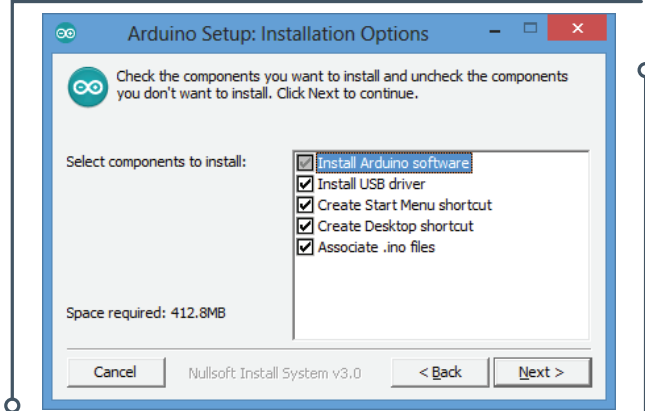 Arduino Setup: Installation Options
Check the components you want to install and uncheck the components
you don't want to install. Click Next to continue.
Select components to install:
Install Arduino software
Install USB driver
Create Start Menu shortcut
Create Desktop shortcut
Associate .ino files
Space required: 412.8MB
Cancel
Nullsoft Install System v3.0
< Back
Next >